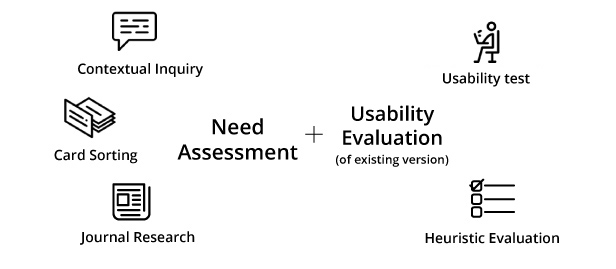 Contextual Inquiry
Card Sorting
Journal Research
Need
Assessment
+
Usability
Evaluation
(of existing version)
Usability test
Heuristic Evaluation